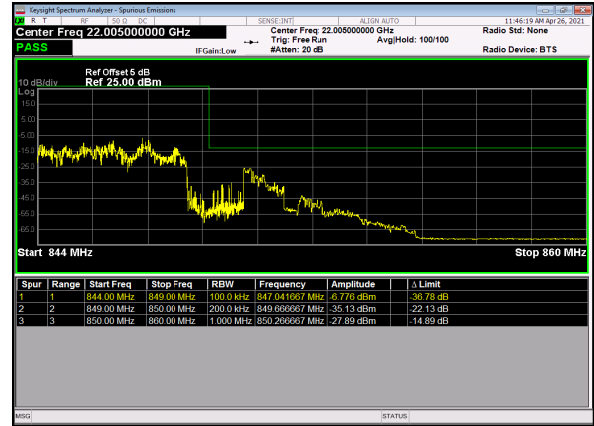 Keysight Spectrum Analyzer - Spurious Emissions
R T RF 50 Ω DC SENSE:INT ALIGN AUTO 11:46:19 AM Apr 26, 2021
Center Freq 22.005000000 GHz
Center Freq: 22.005000000 GHz
Radio Std: None
Trig: Free Run Avg|Hold: 100/100
PASS IFGain:Low #Atten: 20 dB Radio Device: BTS
Ref Offset 5 dB
10 dB/div Ref 25.00 dBm
Log
15.0
5.00
-5.00
-15.0
-25.0
-35.0
-45.0
-55.0
-65.0
Start 844 MHz Stop 860 MHz
Spur Range Start Freq Stop Freq RBW Frequency Amplitude Δ Limit
1 1 844.00 MHz 849.00 MHz 100.0 kHz 847.041667 MHz -6.776 dBm -36.78 dB
2 2 849.00 MHz 850.00 MHz 200.0 kHz 849.666667 MHz -35.13 dBm -22.13 dB
3 3 850.00 MHz 860.00 MHz 1.000 MHz 850.266667 MHz -27.89 dBm -14.89 dB
MSG STATUS